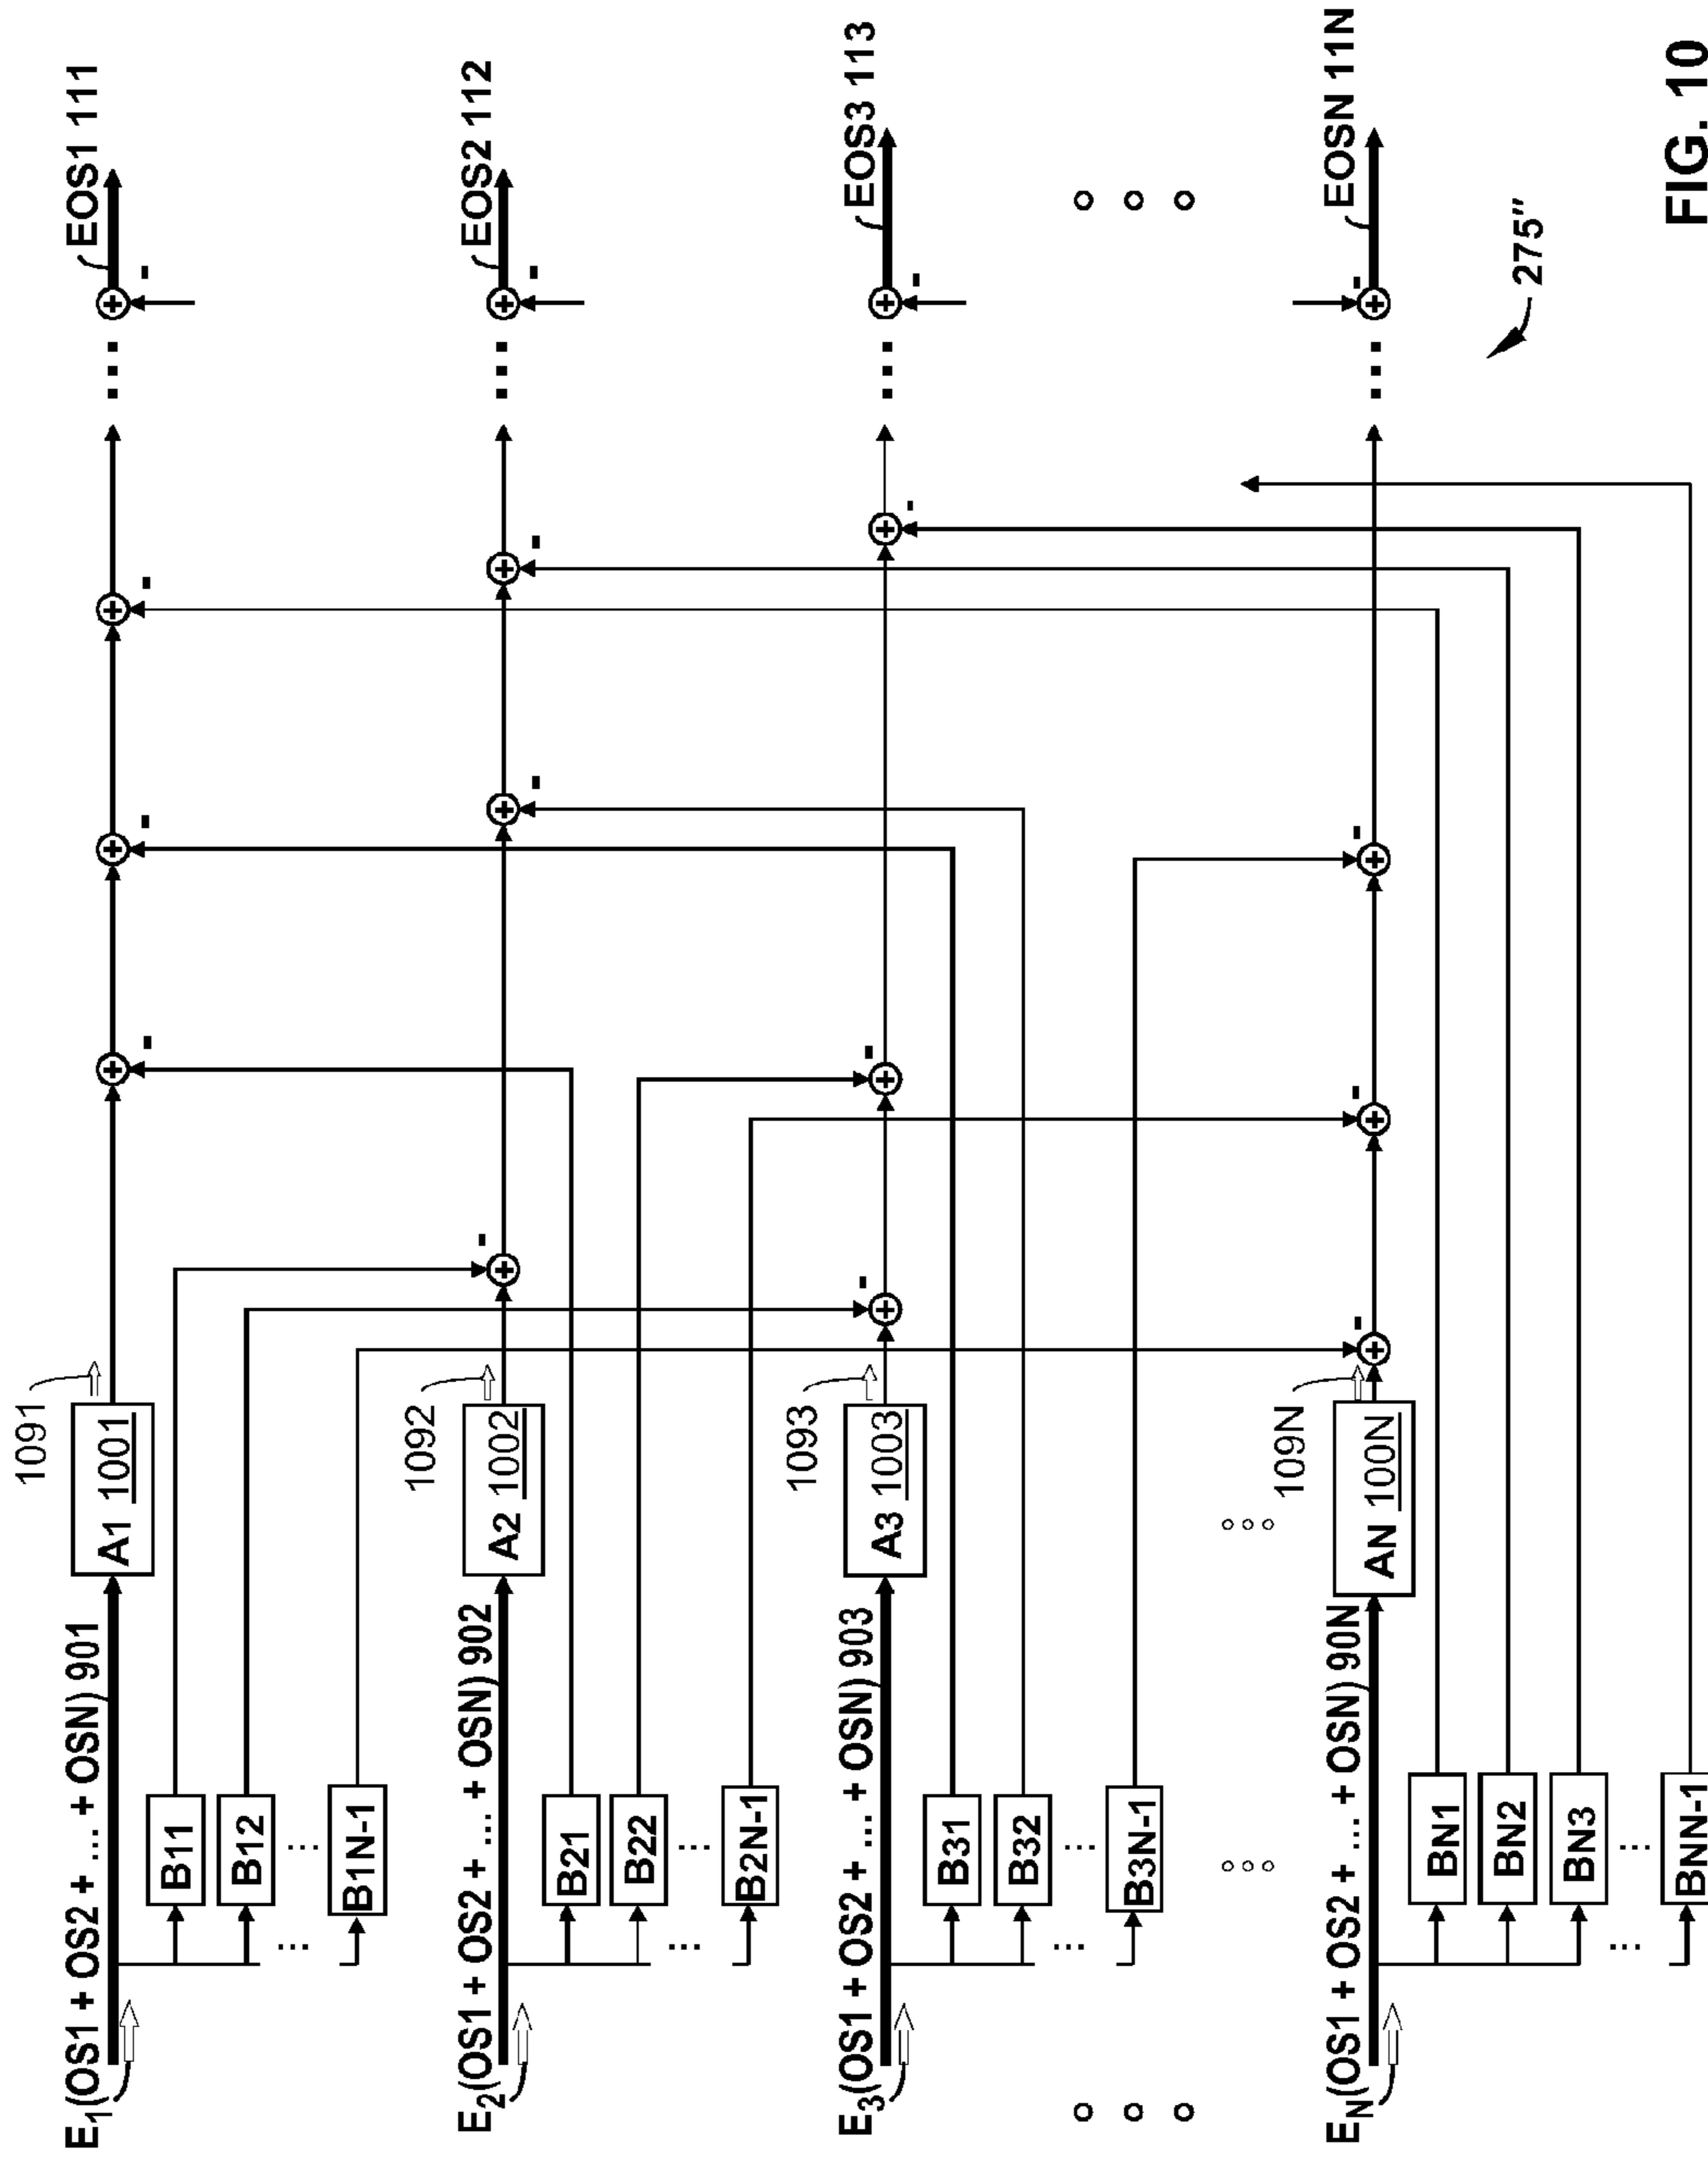 1091
E1(OS1 + OS2 + ... + OSN) 901
A1 1001
-
-
-
-
EOS1 111
...
B11
B12
...
...
B1N-1
1092
E2(OS1 + OS2 + ... + OSN) 902
A2 1002
-
-
-
-
EOS2 112
...
B21
B22
...
...
B2N-1
1093
E3(OS1 + OS2 + ... + OSN) 903
A3 1003
-
-
-
-
EOS3 113
...
B31
B32
...
...
B3N-1
109N
EN(OS1 + OS2 + ... + OSN) 90N
AN 100N
-
-
-
-
EOSN 11N
...
BN1
BN2
BN3
...
...
BNN-1
275"
FIG. 10